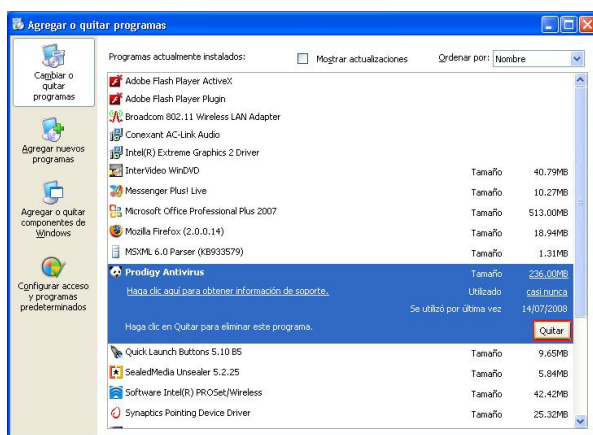 Agregar o quitar programas
Cambiar o
quitar
programas
Agregar nuevos
programas
Agregar o quitar
componentes de
Windows
Configurar acceso
y programas
predeterminados
Programas actualmente instalados: Mostrar actualizaciones Ordenar por: Nombre
Adobe Flash Player ActiveX
Adobe Flash Player Plugin
Broadcom 802.11 Wireless LAN Adapter
Conexant AC-Link Audio
Intel(R) Extreme Graphics 2 Driver
InterVideo WinDVD Tamaño 40.79MB
Messenger Plus! Live Tamaño 10.27MB
Microsoft Office Professional Plus 2007 Tamaño 513.00MB
Mozilla Firefox (2.0.0.14) Tamaño 18.94MB
MSXML 6.0 Parser (KB933579) Tamaño 1.31MB
Prodigy Antivirus Tamaño 236.00MB
Haga clic aquí para obtener información de soporte. Utilizado casi nunca
Se utilizó por última vez 14/07/2008
Haga clic en Quitar para eliminar este programa. Quitar
Quick Launch Buttons 5.10 B5 Tamaño 9.65MB
SealedMedia Unsealer 5.2.25 Tamaño 5.84MB
Software Intel(R) PROSet/Wireless Tamaño 42.42MB
Synaptics Pointing Device Driver Tamaño 25.32MB